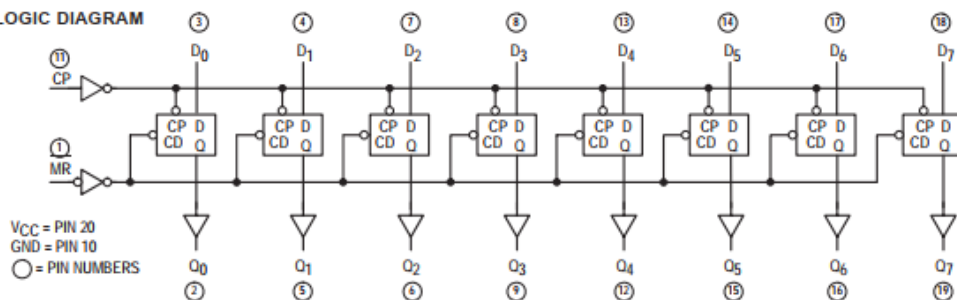 LOGIC DIAGRAM
3 4 7 8 13 14 17 18
D0 D1 D2 D3 D4 D5 D6 D7
11
CP
CP D CP D CP D CP D CP D CP D CP D CP D
CD Q CD Q CD Q CD Q CD Q CD Q CD Q CD Q
1
MR
VCC = PIN 20
GND = PIN 10
= PIN NUMBERS
Q0 Q1 Q2 Q3 Q4 Q5 Q6 Q7
2 5 6 9 12 15 16 19